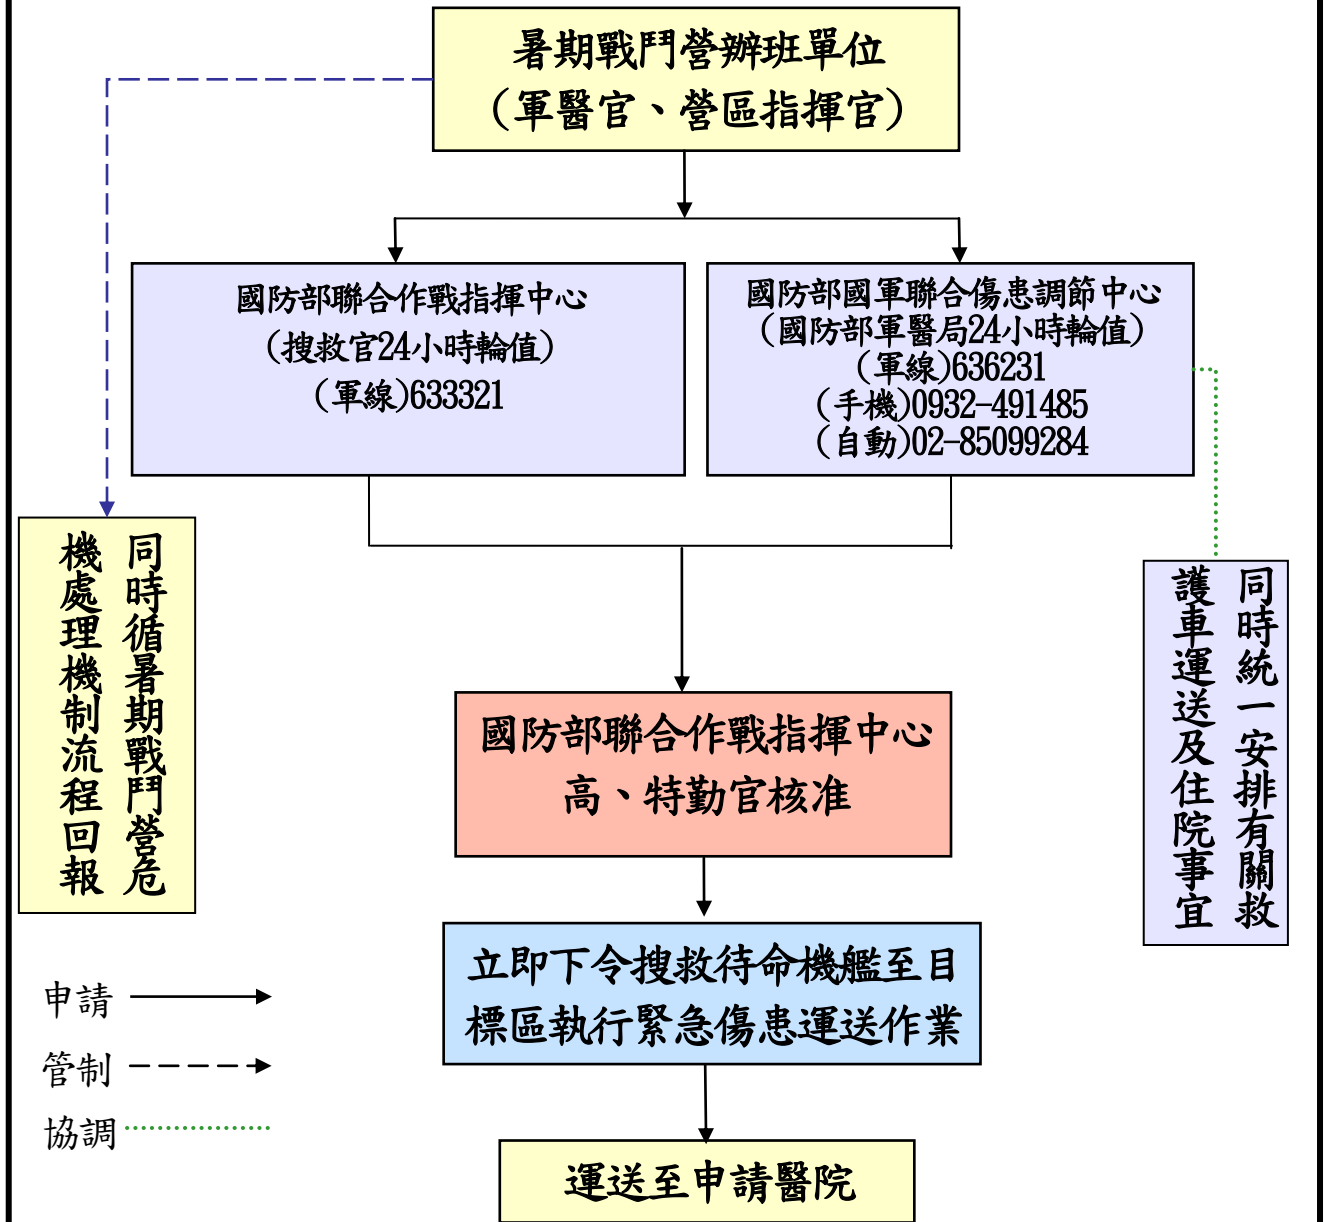 暑期戰鬥營辦班單位
（軍醫官、營區指揮官）
國防部聯合作戰指揮中心
（搜救官24小時輪值）
（軍線)633321
國防部國軍聯合傷患調節中心
（國防部軍醫局24小時輪值）
（軍線)636231
（手機)0932-491485
（自動)02-85099284
同時循暑期戰鬥營危
機處理機制流程回報
同時統一安排有關救
護車運送及住院事宜
國防部聯合作戰指揮中心
高、特勤官核准
立即下令搜救待命機艦至目
標區執行緊急傷患運送作業
運送至申請醫院
申請
管制
協調